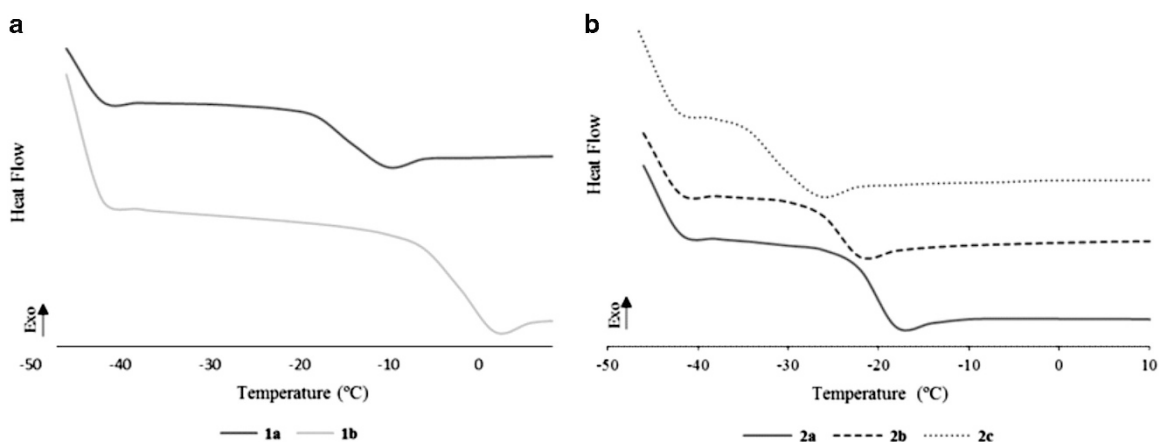 a
Heat Flow
Exo
-50 -40 -30 -20 -10 0
Temperature (ºC)
1a 1b
b
Heat Flow
Exo
-50 -40 -30 -20 -10 0 10
Temperature (ºC)
2a 2b 2c